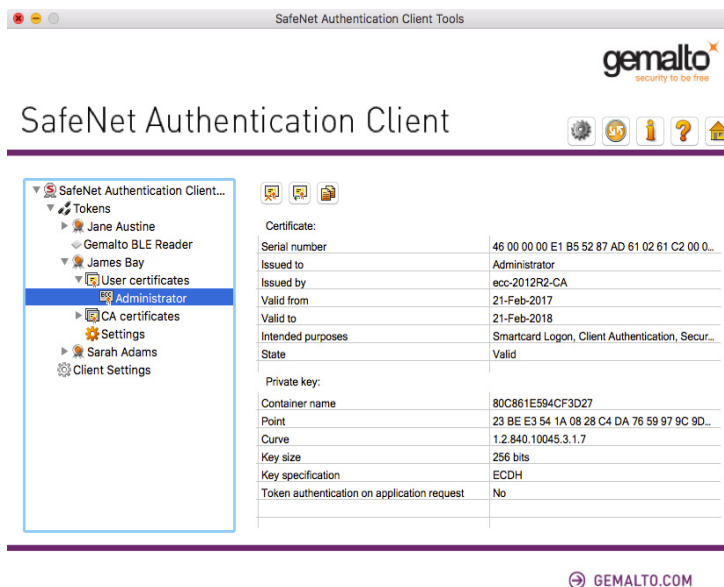 SafeNet Authentication Client Tools
gemalto
security to be free
SafeNet Authentication Client
SafeNet Authentication Client...
Tokens
Jane Austine
Gemalto BLE Reader
James Bay
User certificates
ECC Administrator
CA certificates
Settings
Sarah Adams
Client Settings
Certificate:
Serial number 46 00 00 00 E1 B5 52 87 AD 61 02 61 C2 00 0...
Issued to Administrator
Issued by ecc-2012R2-CA
Valid from 21-Feb-2017
Valid to 21-Feb-2018
Intended purposes Smartcard Logon, Client Authentication, Secur...
State Valid
Private key:
Container name 80C861E594CF3D27
Point 23 BE E3 54 1A 08 28 C4 DA 76 59 97 9C 9D...
Curve 1.2.840.10045.3.1.7
Key size 256 bits
Key specification ECDH
Token authentication on application request No
GEMALTO.COM